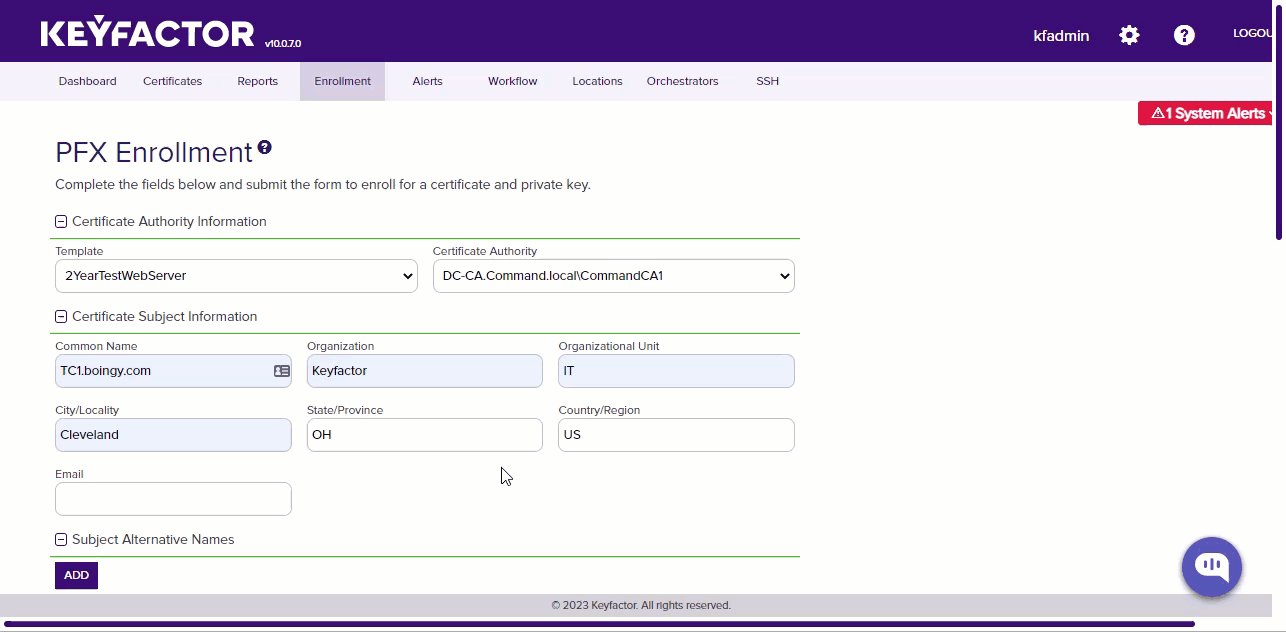 KEYFACTOR v10.0.7.0
kfadmin
LOGOU
Dashboard Certificates Reports Enrollment Alerts Workflow Locations Orchestrators SSH
1 System Alerts
PFX Enrollment
Complete the fields below and submit the form to enroll for a certificate and private key.
Certificate Authority Information
Template Certificate Authority
2YearTestWebServer DC-CA.Command.local\CommandCA1
Certificate Subject Information
Common Name Organization Organizational Unit
TC1.boingy.com Keyfactor IT
City/Locality State/Province Country/Region
Cleveland OH US
Email
Subject Alternative Names
ADD
© 2023 Keyfactor. All rights reserved.